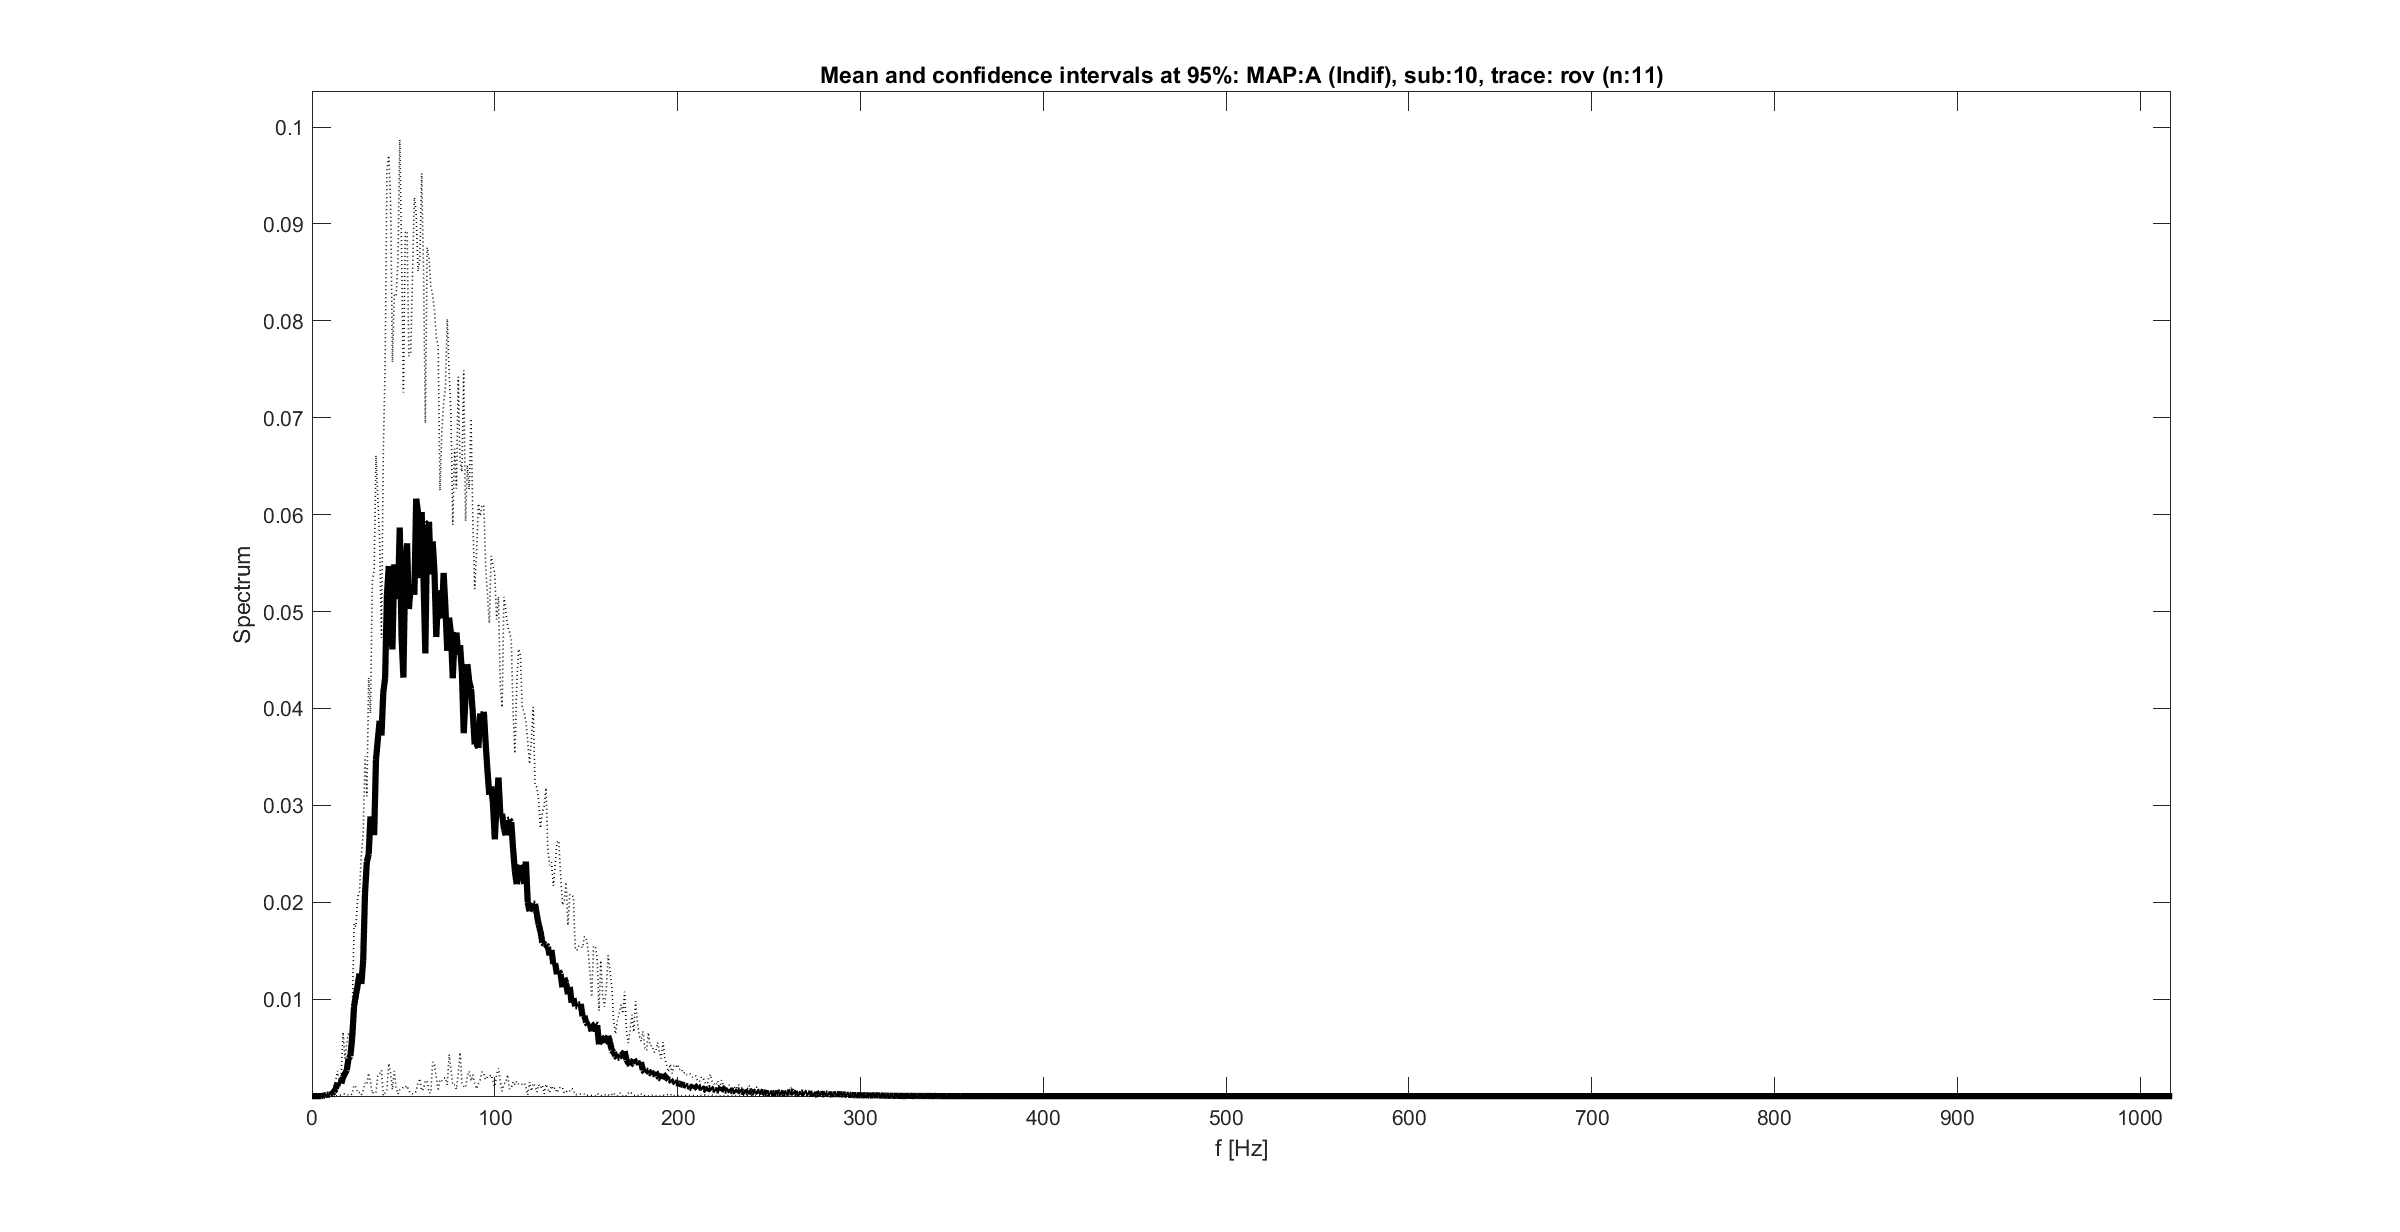 Mean and confidence intervals at 95%: MAP:A (Indif), sub:10, trace: rov (n:11)
0.1
0.09
0.08
0.07
0.06
0.05
0.04
0.03
0.02
0.01
Spectrum
0 100 200 300 400 500 600 700 800 900 1000
f [Hz]